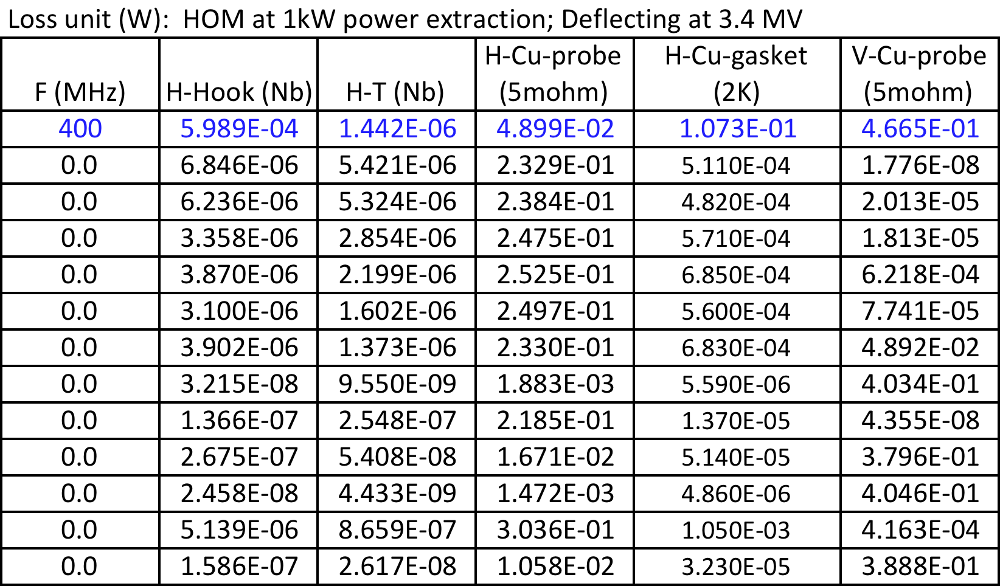 Loss unit (W): HOM at 1kW power extraction; Deflecting at 3.4 MV
F (MHz) H-Hook (Nb) H-T (Nb) H-Cu-probe (5mohm) H-Cu-gasket (2K) V-Cu-probe (5mohm)
400 5.989E-04 1.442E-06 4.899E-02 1.073E-01 4.665E-01
0.0 6.846E-06 5.421E-06 2.329E-01 5.110E-04 1.776E-08
0.0 6.236E-06 5.324E-06 2.384E-01 4.820E-04 2.013E-05
0.0 3.358E-06 2.854E-06 2.475E-01 5.710E-04 1.813E-05
0.0 3.870E-06 2.199E-06 2.525E-01 6.850E-04 6.218E-04
0.0 3.100E-06 1.602E-06 2.497E-01 5.600E-04 7.741E-05
0.0 3.902E-06 1.373E-06 2.330E-01 6.830E-04 4.892E-02
0.0 3.215E-08 9.550E-09 1.883E-03 5.590E-06 4.034E-01
0.0 1.366E-07 2.548E-07 2.185E-01 1.370E-05 4.355E-08
0.0 2.675E-07 5.408E-08 1.671E-02 5.140E-05 3.796E-01
0.0 2.458E-08 4.433E-09 1.472E-03 4.860E-06 4.046E-01
0.0 5.139E-06 8.659E-07 3.036E-01 1.050E-03 4.163E-04
0.0 1.586E-07 2.617E-08 1.058E-02 3.230E-05 3.888E-01